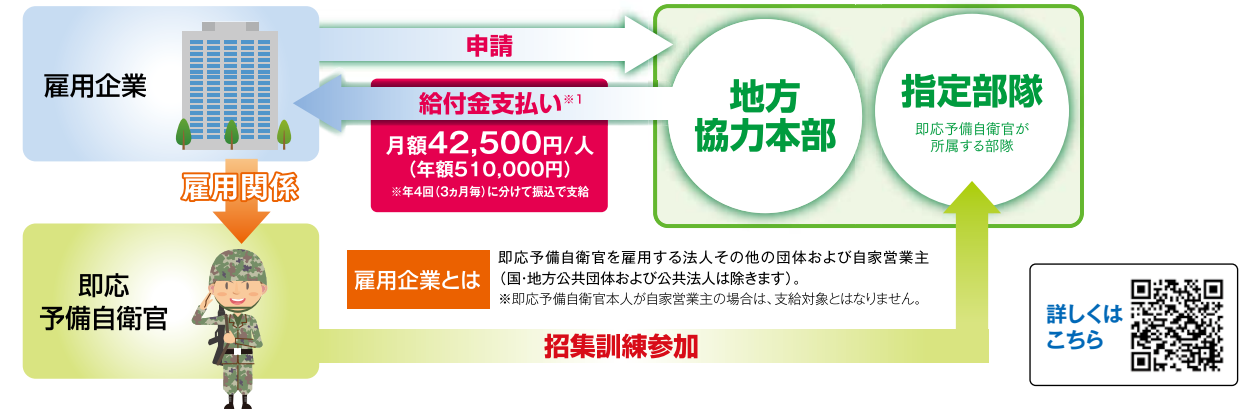 雇用企業
申請
給付金支払い※1
月額42,500円/人
(年額510,000円)
※年4回(3ヵ月毎)に分けて振込で支給
地方
協力本部
指定部隊
即応予備自衛官が
所属する部隊
雇用関係
即応
予備自衛官
雇用企業とは
即応予備自衛官を雇用する法人その他の団体および自家営業主
(国・地方公共団体および公共法人は除きます)。
※即応予備自衛官本人が自家営業主の場合は、支給対象とはなりません。
招集訓練参加
詳しくは
こちら